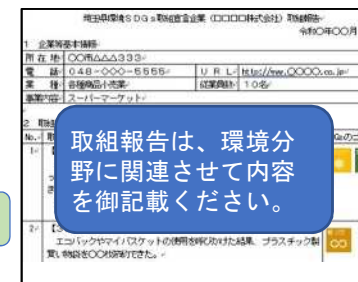 埼玉県環境SDGs取組宣言企業（□□□□株式会社）取組報告
令和○年○○月
1 企業等基本情報
所在地 ○○市△△△333
電話 048-000-5555 URL https://www.○○○○.co.jp
業種 各種商品小売業 従業員数 10名
事業内容 スーパーマーケット
2 取組
No. 取
1
取組報告は、環境分
野に関連させて内容
を御記載ください。
2
エコバックやマイバスケットの使用を呼びかけた結果、プラスチック製
買い物袋を○○枚削減できた。